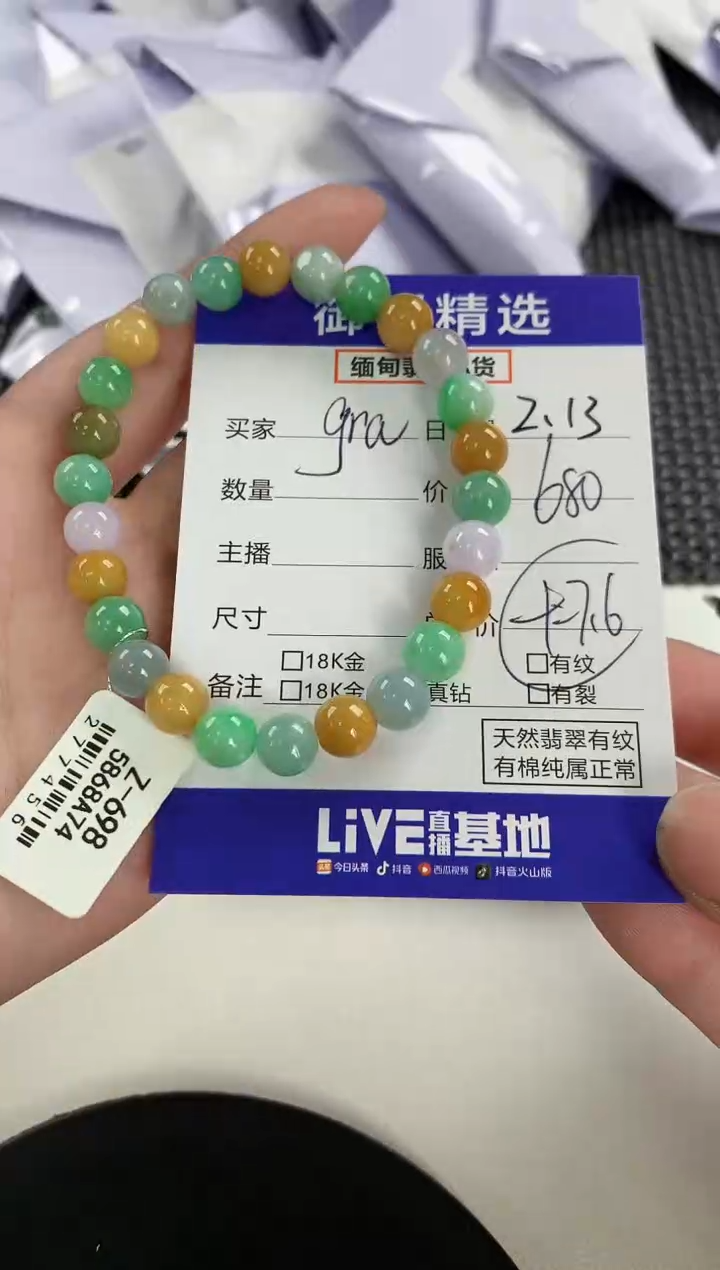 御 精选
缅甸翡 货
买家 gra 日 2.13
数量 价 680
主播 服
尺寸 价 7.6
□18K金 □有纹
备注 □18K金 真钻 □有裂
天然翡翠有纹
有棉纯属正常
LiVE直播基地
今日头条 抖音 西瓜视频 抖音火山版
Z-698
5868A74
277456